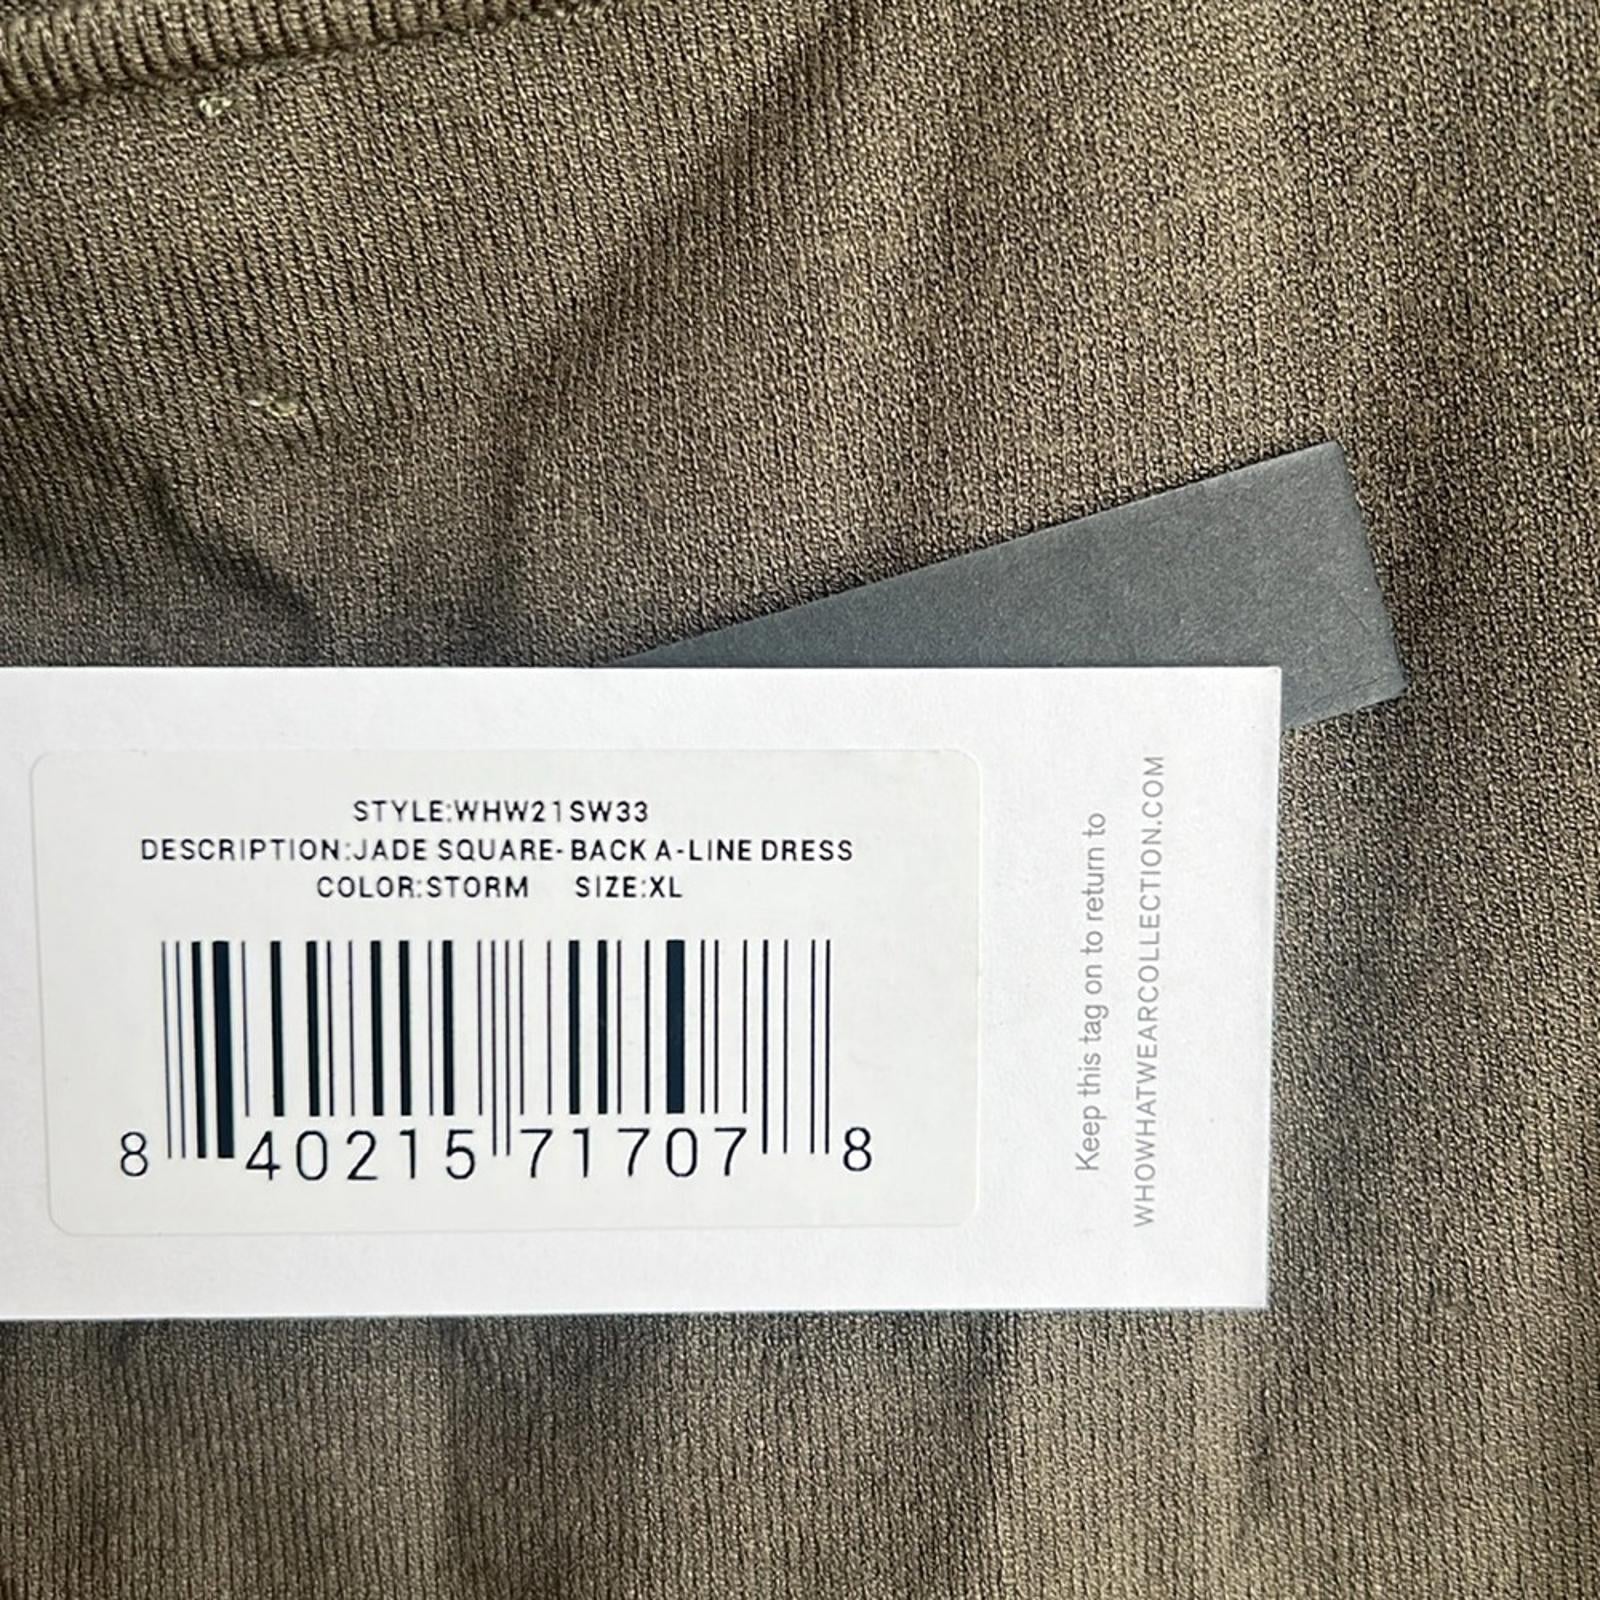 STYLE:WHW21SW33
DESCRIPTION:JADE SQUARE-BACK A-LINE DRESS
COLOR:STORM SIZE:XL
8 40215 71707 8
Keep this tag on to return to
WHOWHATWEARCOLLECTION.COM